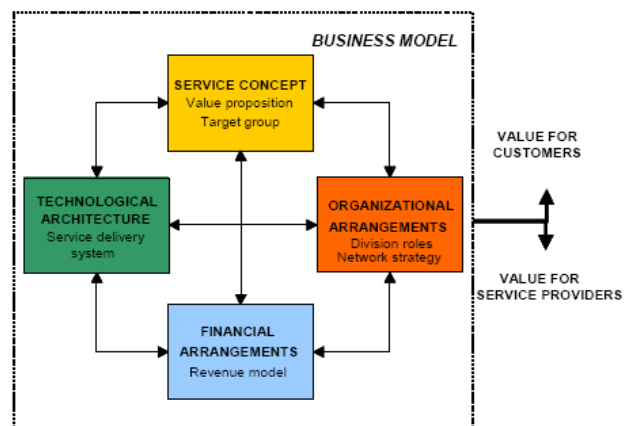 BUSINESS MODEL
SERVICE CONCEPT
Value proposition
Target group
TECHNOLOGICAL
ARCHITECTURE
Service delivery
system
ORGANIZATIONAL
ARRANGEMENTS
Division roles
Network strategy
FINANCIAL
ARRANGEMENTS
Revenue model
VALUE FOR
CUSTOMERS
VALUE FOR
SERVICE PROVIDERS